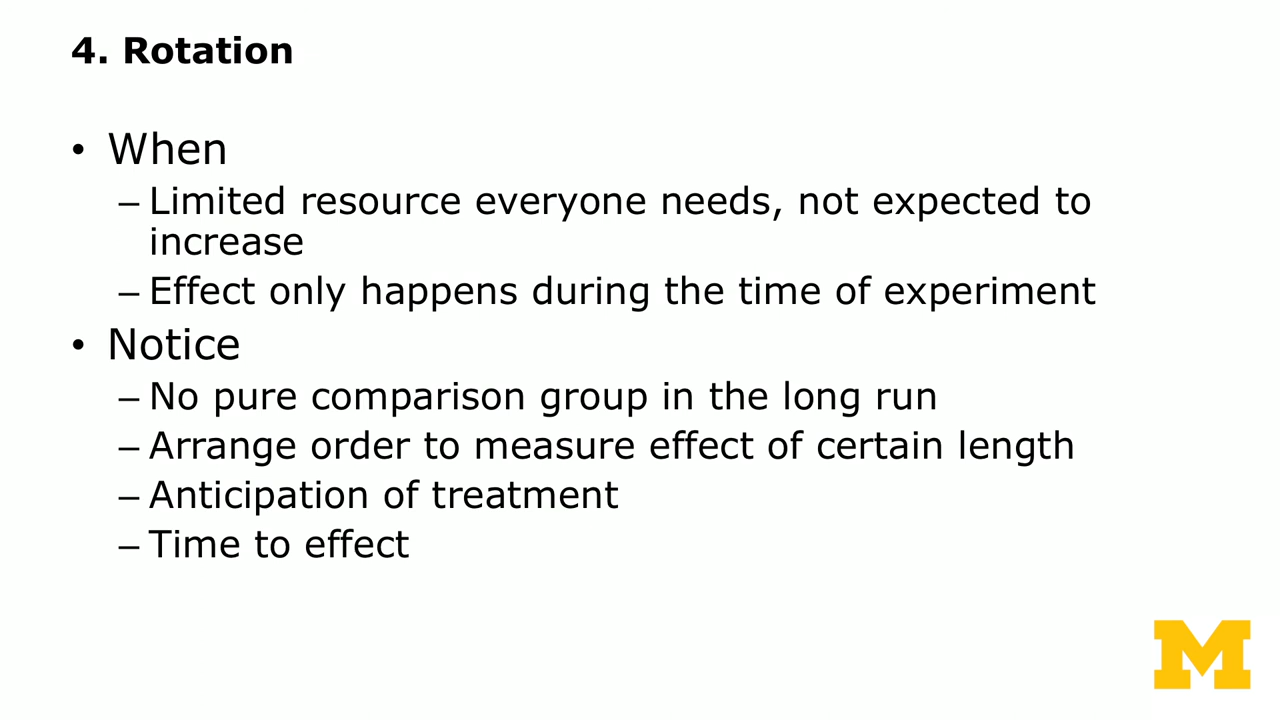 4. Rotation
• When
– Limited resource everyone needs, not expected to
increase
– Effect only happens during the time of experiment
• Notice
– No pure comparison group in the long run
– Arrange order to measure effect of certain length
– Anticipation of treatment
– Time to effect
M